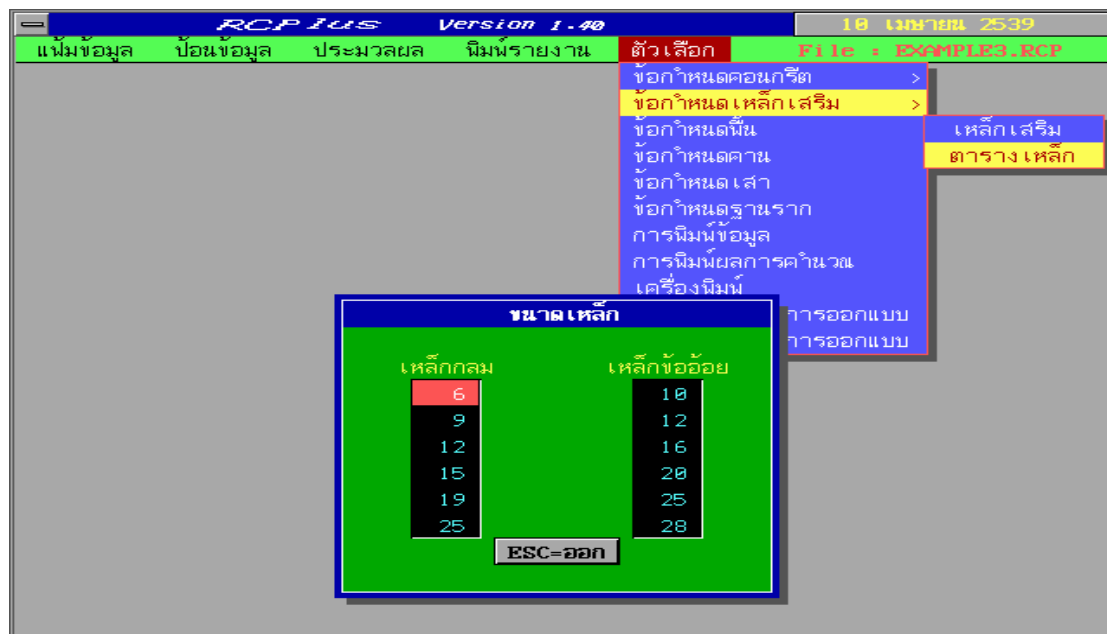 RCPlus Version 1.40 10 เมษายน 2539
แฟ้มข้อมูล ป้อนข้อมูล ประมวลผล พิมพ์รายงาน ตัวเลือก File : EXAMPLE3.RCP
ข้อกำหนดคอนกรีต >
ข้อกำหนดเหล็กเสริม >
ข้อกำหนดพื้น
ข้อกำหนดคาน
ข้อกำหนดเสา
ข้อกำหนดฐานราก
การพิมพ์ข้อมูล
การพิมพ์ผลการคำนวณ
เครื่องพิมพ์
การออกแบบ
การออกแบบ
เหล็กเสริม
ตารางเหล็ก
ขนาดเหล็ก
เหล็กกลม เหล็กข้ออ้อย
6 10
9 12
12 16
15 20
19 25
25 28
ESC=ออก